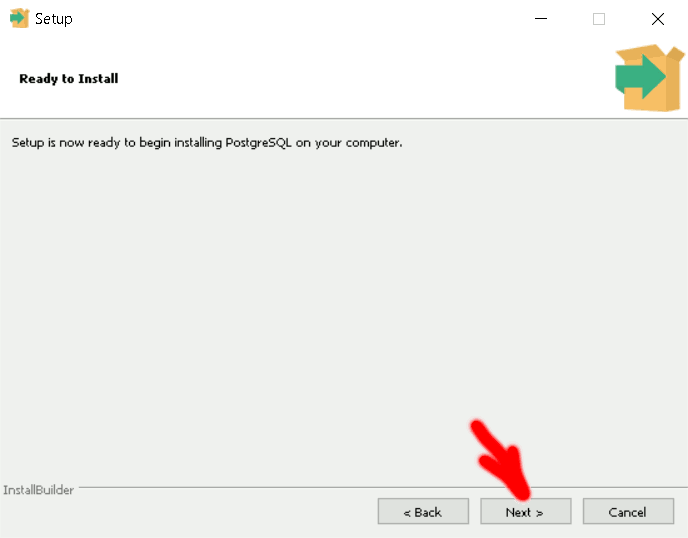 Setup
Ready to Install
Setup is now ready to begin installing PostgreSQL on your computer.
InstallBuilder
< Back
Next >
Cancel